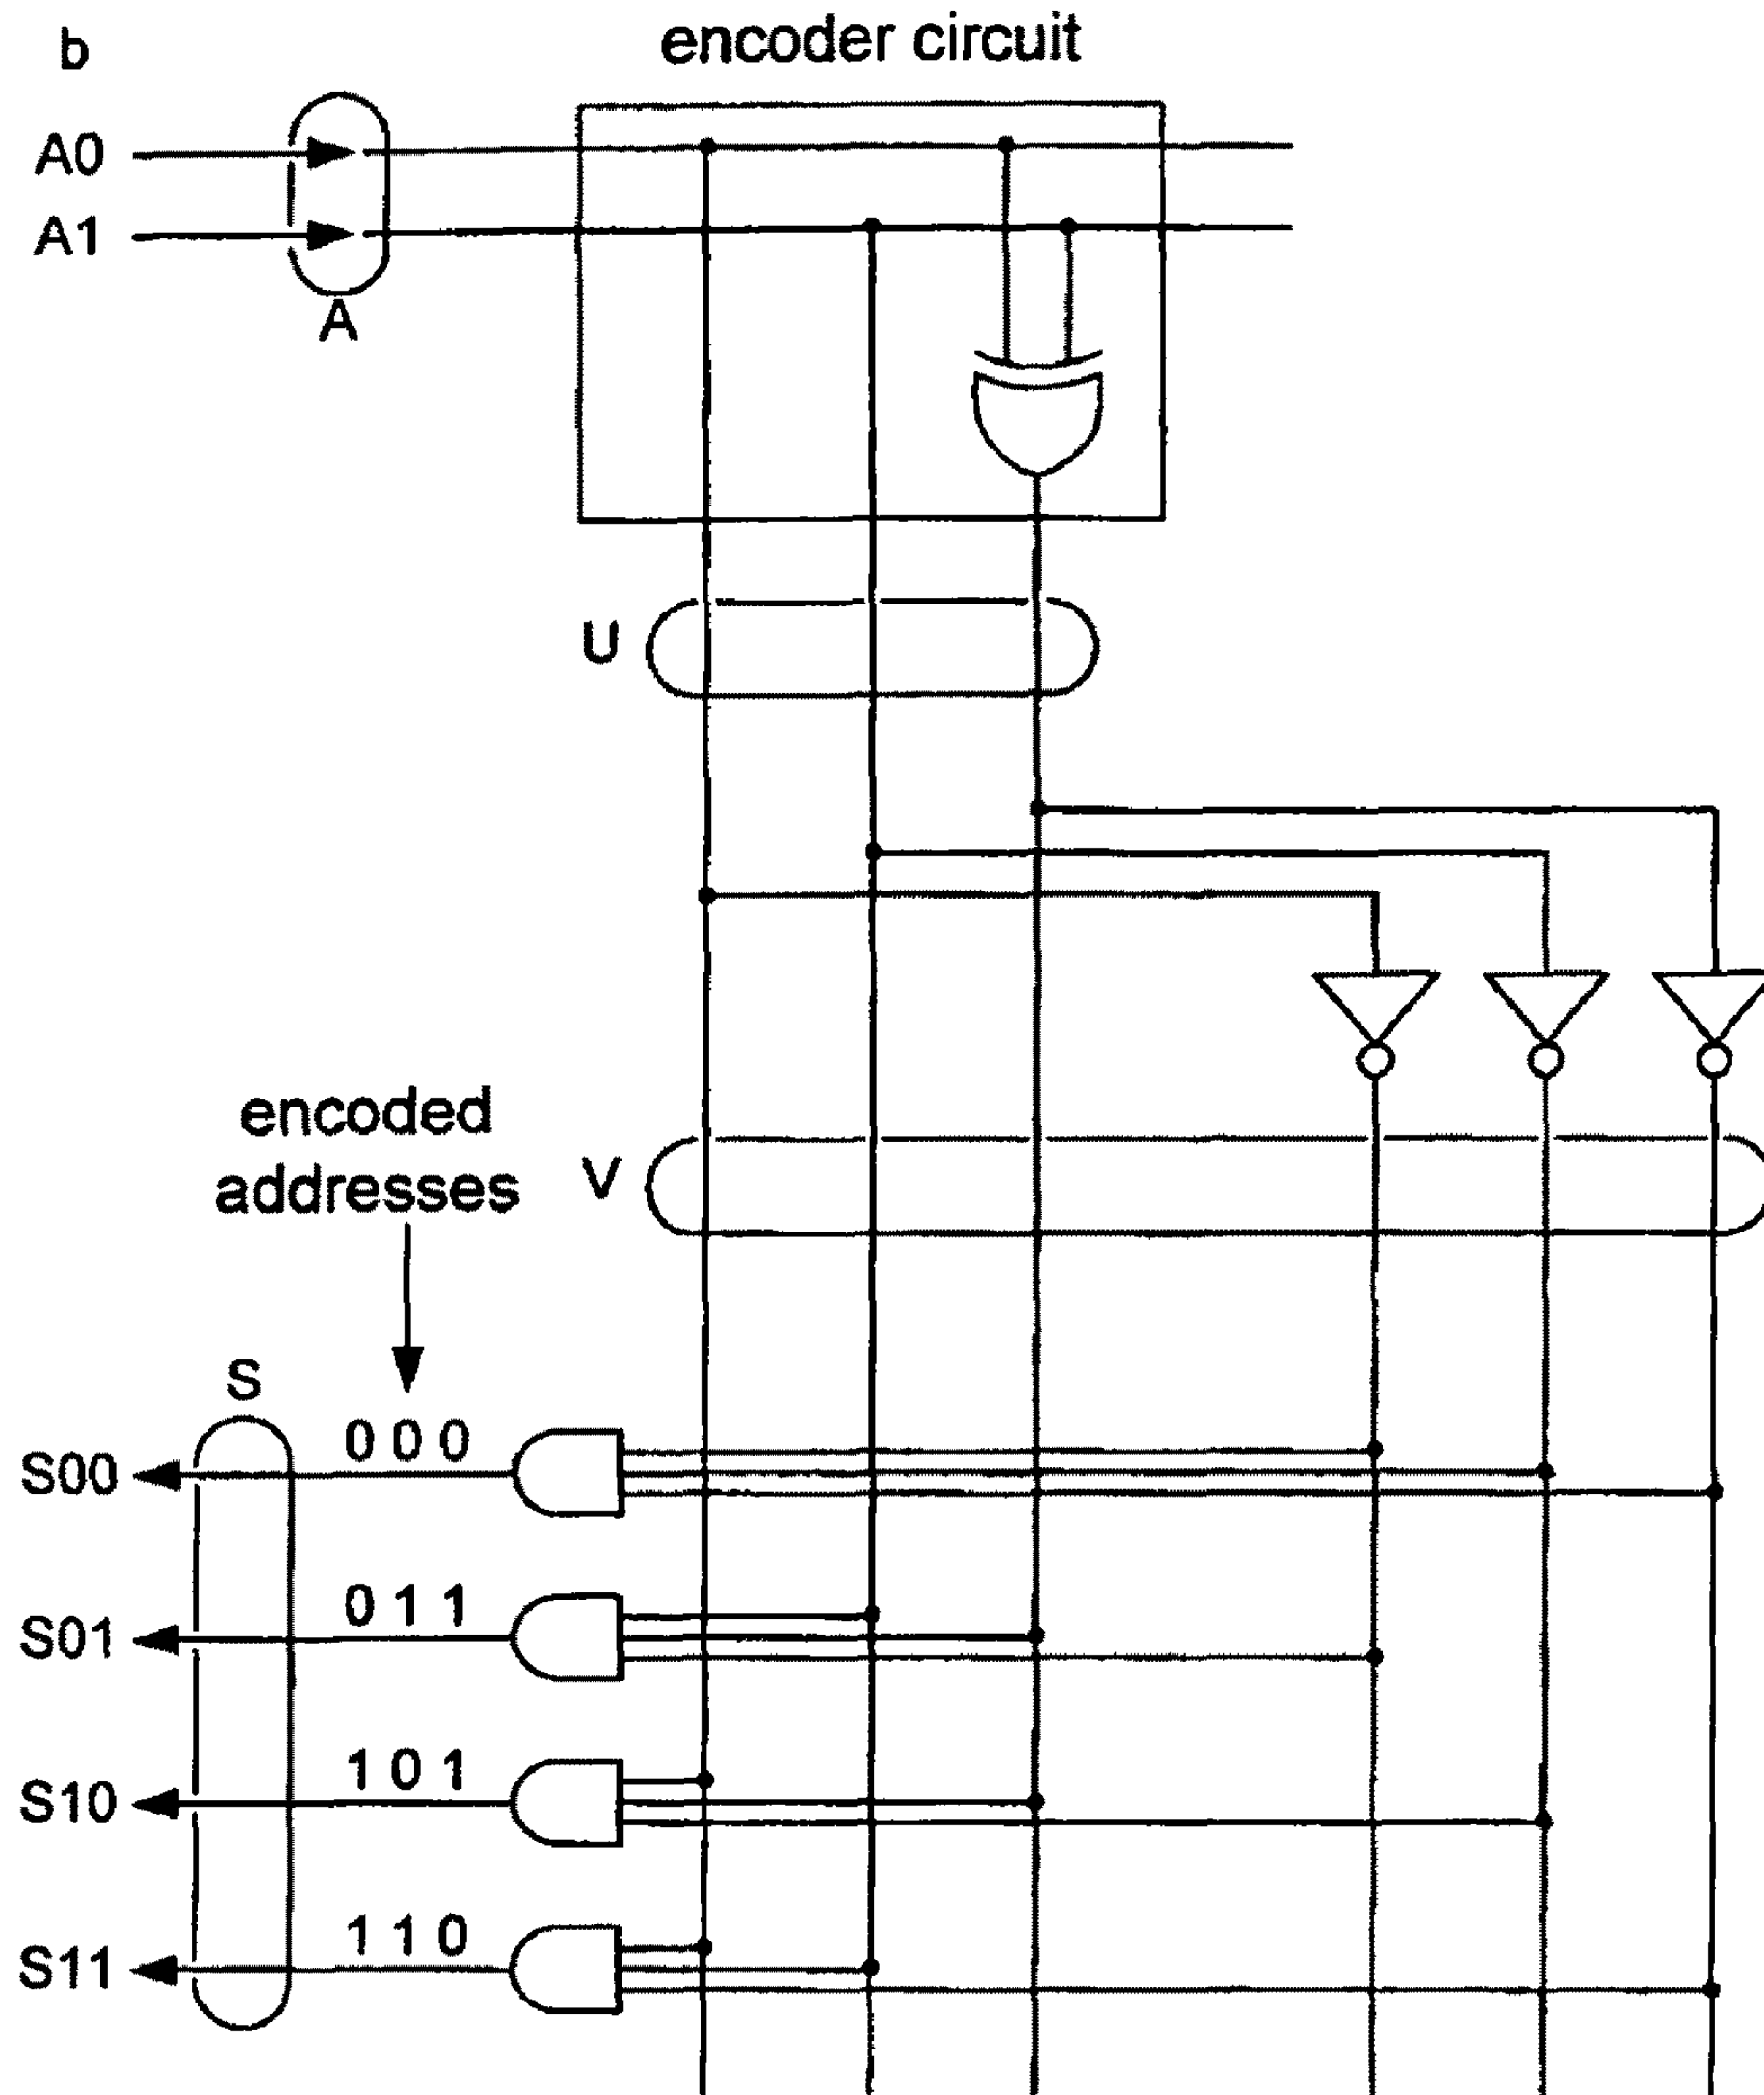 b
encoder circuit
A0
A1
A
U
encoded
addresses
V
S
0 0 0
S00
0 1 1
S01
1 0 1
S10
1 1 0
S11